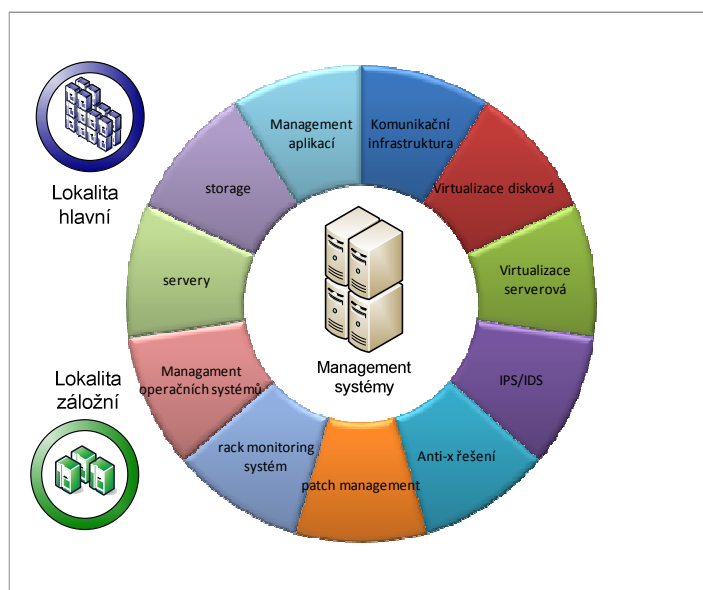 Lokalita
hlavní
Management
aplikací
Komunikační
infrastruktura
Virtualizace disková
Virtualizace
serverová
IPS/IDS
Anti-x řešení
patch management
rack monitoring
systém
Managament
operačních systémů
servery
storage
Management
systémy
Lokalita
záložní